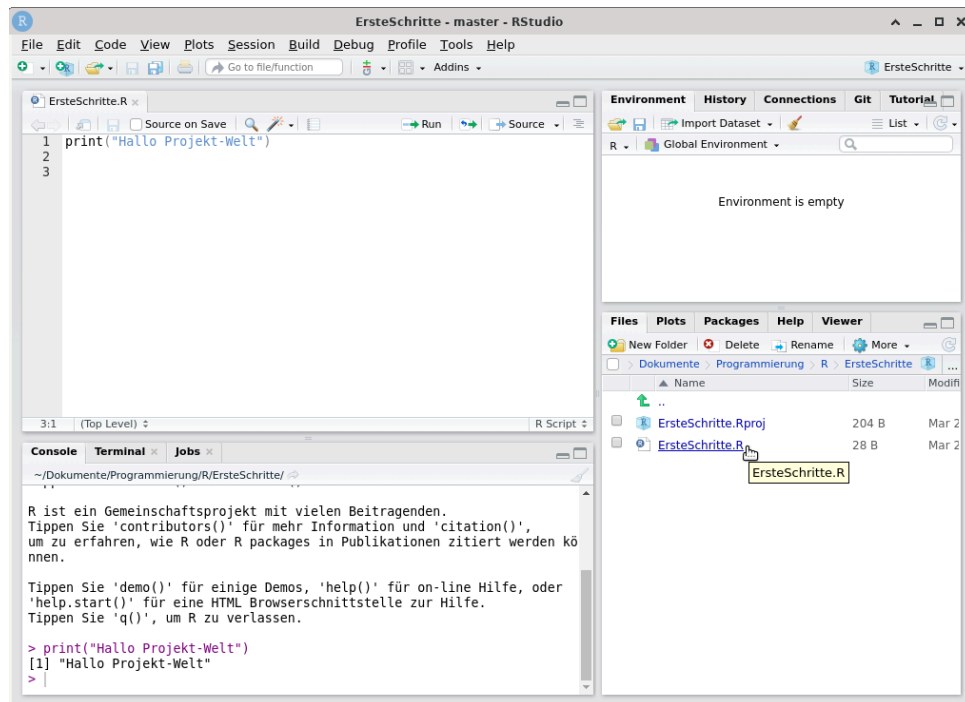 R ErsteSchritte - master - RStudio
File Edit Code View Plots Session Build Debug Profile Tools Help
Go to file/function Addins ErsteSchritte
ErsteSchritte.R
Source on Save Run Source
1 print("Hallo Projekt-Welt")
2
3
3:1 (Top Level) R Script
Console Terminal Jobs
~/Dokumente/Programmierung/R/ErsteSchritte/
R ist ein Gemeinschaftsprojekt mit vielen Beitragenden.
Tippen Sie 'contributors()' für mehr Information und 'citation()',
um zu erfahren, wie R oder R packages in Publikationen zitiert werden kö
nnen.
Tippen Sie 'demo()' für einige Demos, 'help()' für on-line Hilfe, oder
'help.start()' für eine HTML Browserschnittstelle zur Hilfe.
Tippen Sie 'q()', um R zu verlassen.
> print("Hallo Projekt-Welt")
[1] "Hallo Projekt-Welt"
>
Environment History Connections Git Tutorial
Import Dataset List
R Global Environment
Environment is empty
Files Plots Packages Help Viewer
New Folder Delete Rename More
Dokumente > Programmierung > R > ErsteSchritte R ...
Name Size Modifi
..
ErsteSchritte.Rproj 204 B Mar 2
ErsteSchritte.R 28 B Mar 2
ErsteSchritte.R